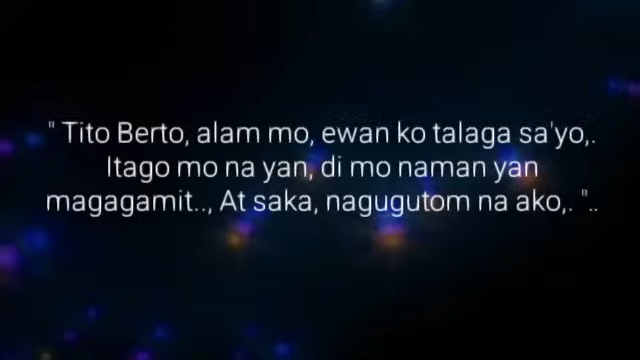 " Tito Berto, alam mo, ewan ko talaga sa'yo,.
Itago mo na yan, di mo naman yan
magagamit.., At saka, nagugutom na ako,. "..